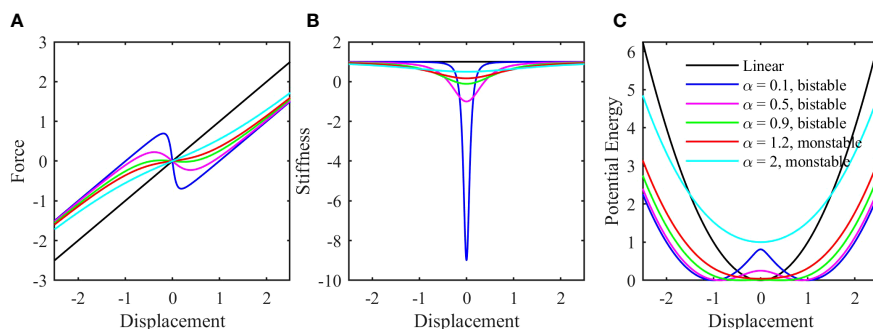 A
3
2
1
0
-1
-2
-3
-2
-1
0
1
2
Force
Displacement
B
2
0
-2
-4
-6
-8
-10
-2
-1
0
1
2
Stiffness
Displacement
C
6
5
4
3
2
1
0
-2
-1
0
1
2
Potential Energy
Displacement
Linear
α = 0.1, bistable
α = 0.5, bistable
α = 0.9, bistable
α = 1.2, monstable
α = 2, monstable